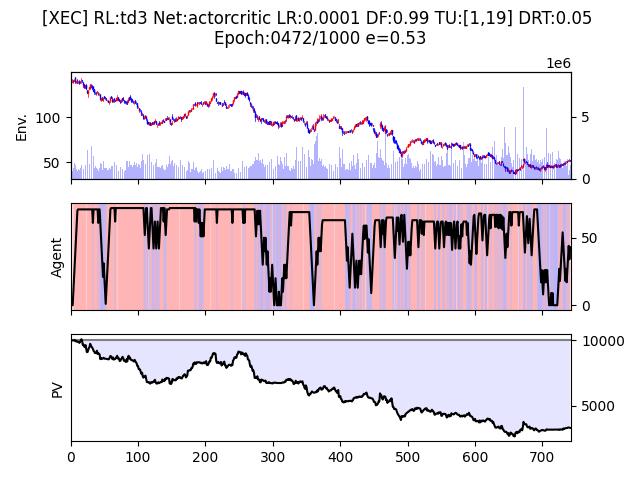 [XEC] RL:td3 Net:actorcritic LR:0.0001 DF:0.99 TU:[1,19] DRT:0.05
Epoch:0472/1000 e=0.53
1e6
Env.
100
50
5
0
Agent
50
0
PV
10000
5000
0 100 200 300 400 500 600 700